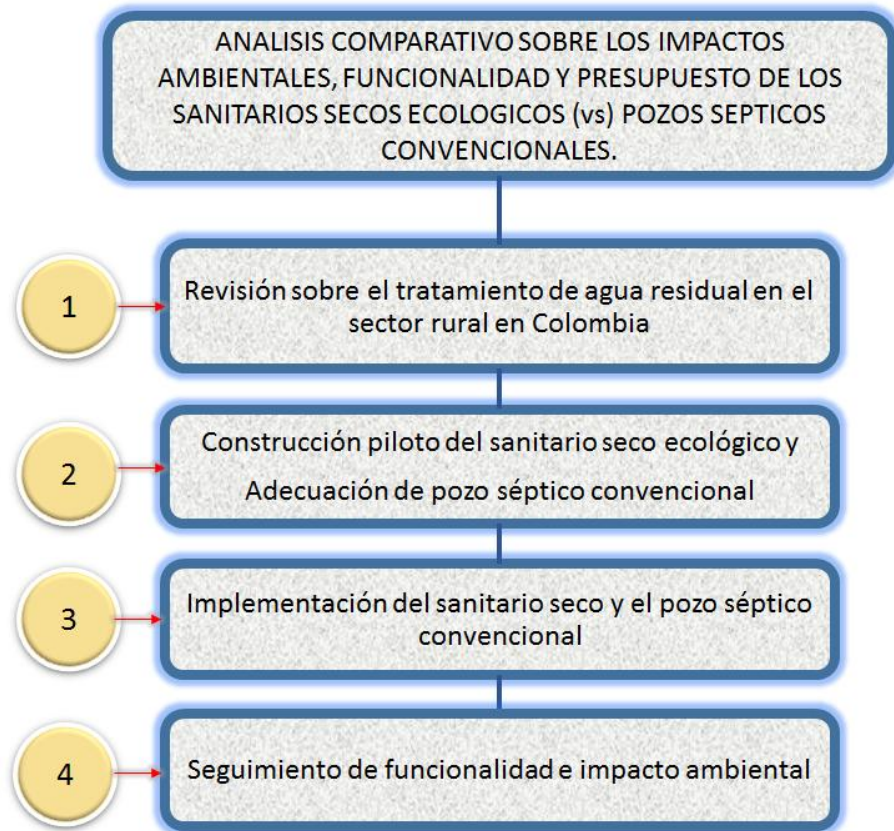 ANALISIS COMPARATIVO SOBRE LOS IMPACTOS
AMBIENTALES, FUNCIONALIDAD Y PRESUPUESTO DE LOS
SANITARIOS SECOS ECOLOGICOS (vs) POZOS SEPTICOS
CONVENCIONALES.
1
Revisión sobre el tratamiento de agua residual en el
sector rural en Colombia
2
Construcción piloto del sanitario seco ecológico y
Adecuación de pozo séptico convencional
3
Implementación del sanitario seco y el pozo séptico
convencional
4
Seguimiento de funcionalidad e impacto ambiental